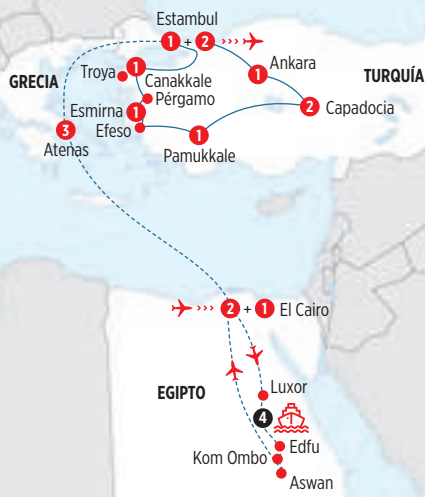 Estambul
1 + 2
Ankara
1
GRECIA
Troya
1
Canakkale
TURQUÍA
Pérgamo
Esmirna
1
2
Capadocia
Efeso
3
Atenas
1
Pamukkale
2 + 1 El Cairo
EGIPTO
Luxor
4
Edfu
Kom Ombo
Aswan